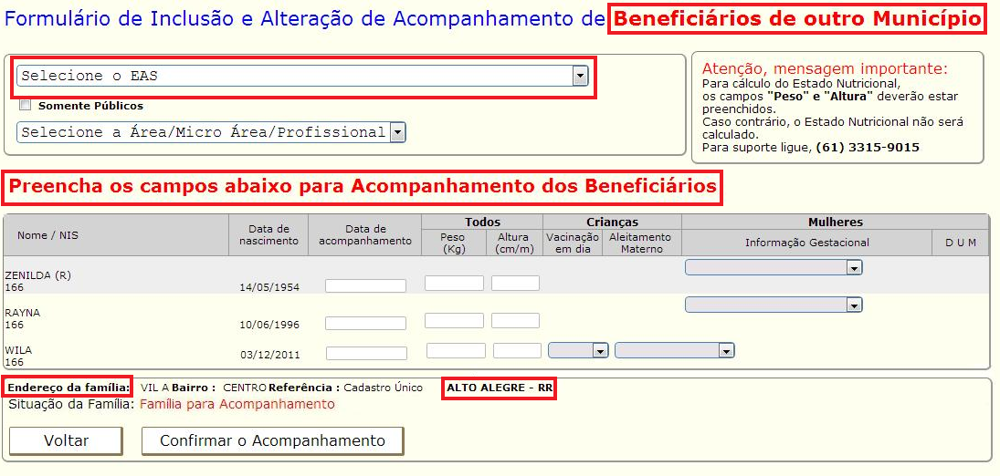 Formulário de Inclusão e Alteração de Acompanhamento de Beneficiários de outro Município
Selecione o EAS
Somente Públicos
Selecione a Área/Micro Área/Profissional
Atenção, mensagem importante:
Para cálculo do Estado Nutricional,
os campos "Peso" e "Altura" deverão estar
preenchidos.
Caso contrário, o Estado Nutricional não será
calculado.
Para suporte ligue, (61) 3315-9015
Preencha os campos abaixo para Acompanhamento dos Beneficiários
Nome / NIS
Data de
nascimento
Data de
acompanhamento
Todos
Peso
(Kg)
Altura
(cm/m)
Crianças
Vacinação
em dia
Aleitamento
Materno
Mulheres
Informação Gestacional
D U M
ZENILDA (R)
166
14/05/1954
RAYNA
166
10/06/1996
WILA
166
03/12/2011
Endereço da família: VIL A Bairro : CENTRO Referência : Cadastro Único ALTO ALEGRE - RR
Situação da Família: Família para Acompanhamento
Voltar
Confirmar o Acompanhamento